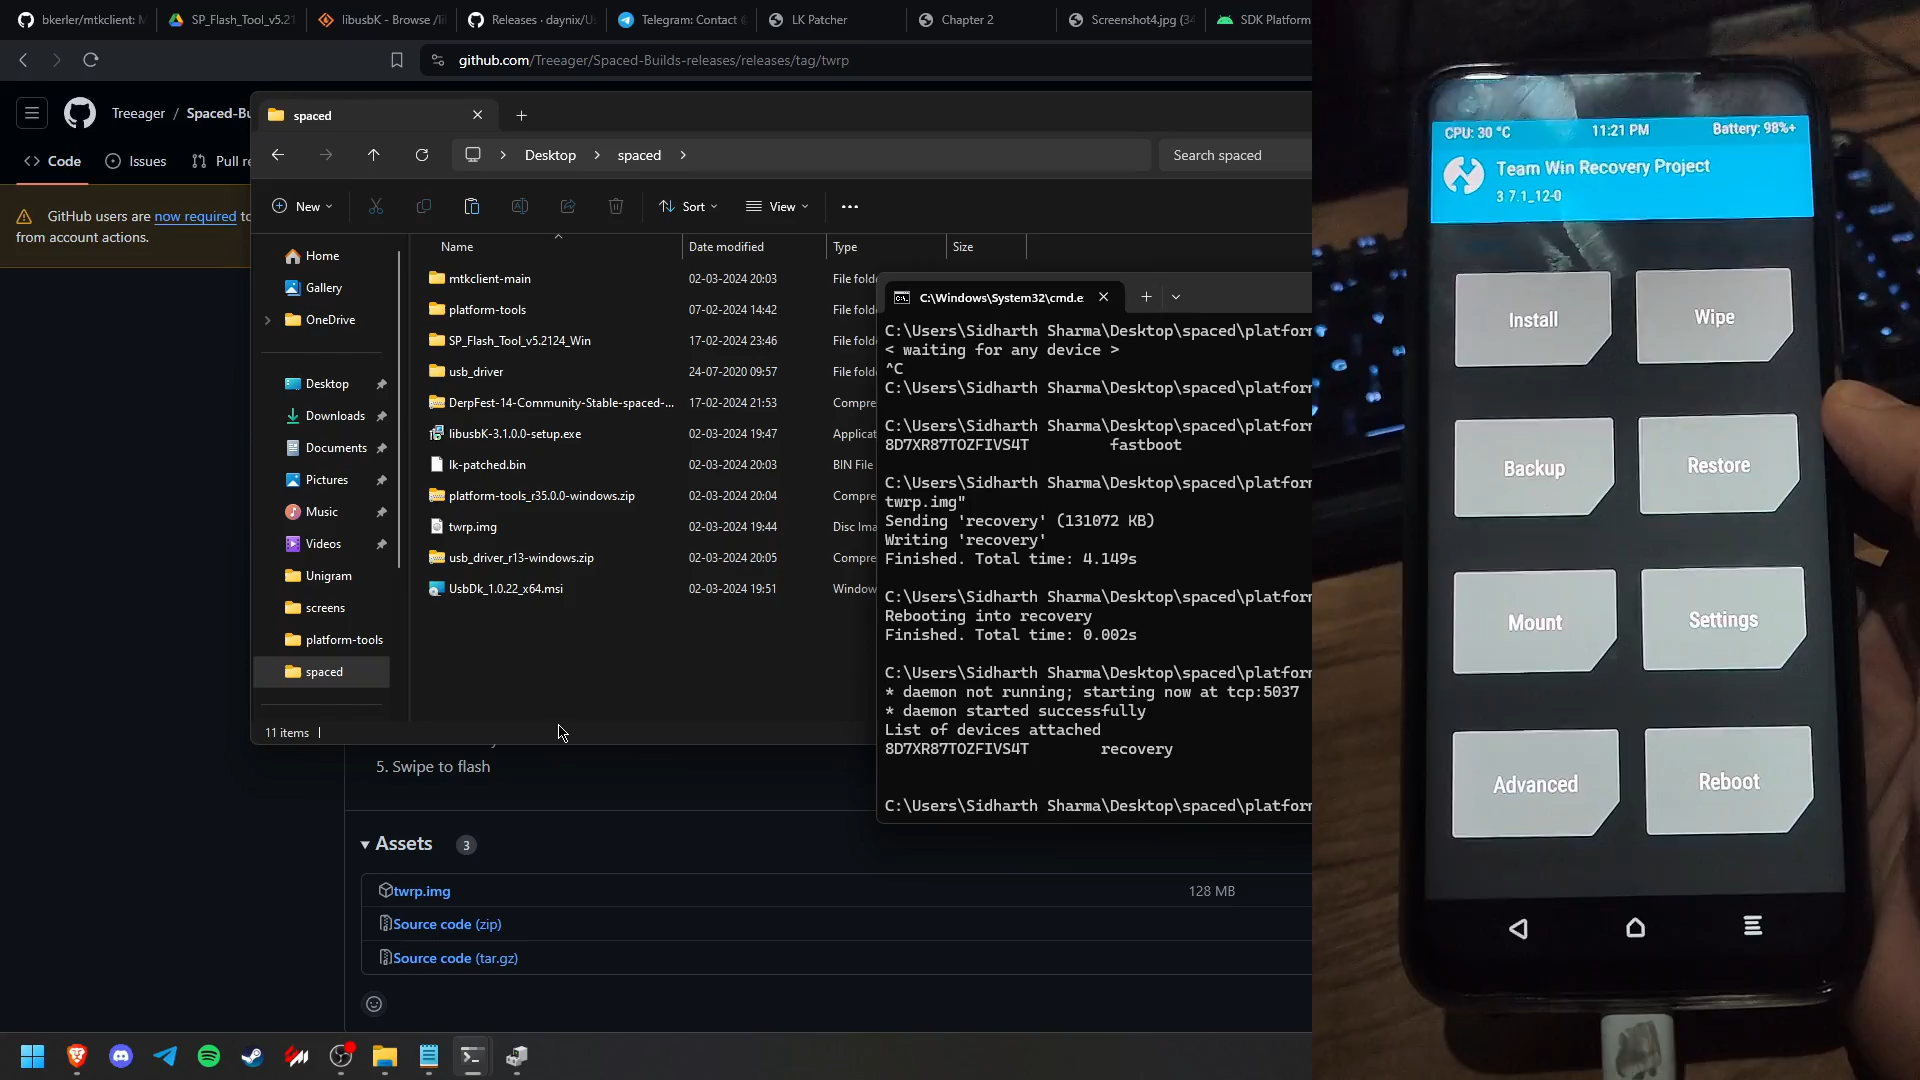 bkerler/mtkclient: M
SP_Flash_Tool_v5.21
libusbK - Browse /li
Releases · daynix/Us
Telegram: Contact @
LK Patcher
Chapter 2
Screenshot4.jpg (34
SDK Platform
github.com/Treeager/Spaced-Builds-releases/releases/tag/twrp
Treeager / Spaced-Bu
Code
Issues
Pull re
GitHub users are now required to
from account actions.
spaced
Desktop
spaced
Search spaced
New
Sort
View
Name
Date modified
Type
Size
Home
Gallery
OneDrive
Desktop
Downloads
Documents
Pictures
Music
Videos
Unigram
screens
platform-tools
spaced
mtkclient-main 02-03-2024 20:03 File folde
platform-tools 07-02-2024 14:42 File folde
SP_Flash_Tool_v5.2124_Win 17-02-2024 23:46 File folde
usb_driver 24-07-2020 09:57 File folde
DerpFest-14-Community-Stable-spaced-... 17-02-2024 21:53 Compre
libusbK-3.1.0.0-setup.exe 02-03-2024 19:47 Applicat
lk-patched.bin 02-03-2024 20:03 BIN File
platform-tools_r35.0.0-windows.zip 02-03-2024 20:04 Compre
twrp.img 02-03-2024 19:44 Disc Ima
usb_driver_r13-windows.zip 02-03-2024 20:05 Compre
UsbDk_1.0.22_x64.msi 02-03-2024 19:51 Window
11 items
C:\Windows\System32\cmd.e
C:\Users\Sidharth Sharma\Desktop\spaced\platform
< waiting for any device >
^C
C:\Users\Sidharth Sharma\Desktop\spaced\platform
C:\Users\Sidharth Sharma\Desktop\spaced\platform
8D7XR87TOZFIVS4T fastboot
C:\Users\Sidharth Sharma\Desktop\spaced\platform
twrp.img"
Sending 'recovery' (131072 KB)
Writing 'recovery'
Finished. Total time: 4.149s
C:\Users\Sidharth Sharma\Desktop\spaced\platform
Rebooting into recovery
Finished. Total time: 0.002s
C:\Users\Sidharth Sharma\Desktop\spaced\platform
* daemon not running; starting now at tcp:5037
* daemon started successfully
List of devices attached
8D7XR87TOZFIVS4T recovery
C:\Users\Sidharth Sharma\Desktop\spaced\platform
5. Swipe to flash
Assets 3
twrp.img 128 MB
Source code (zip)
Source code (tar.gz)
CPU: 30 °C 11:21 PM Battery: 98%+
Team Win Recovery Project
3.7.1_12-0
Install
Wipe
Backup
Restore
Mount
Settings
Advanced
Reboot